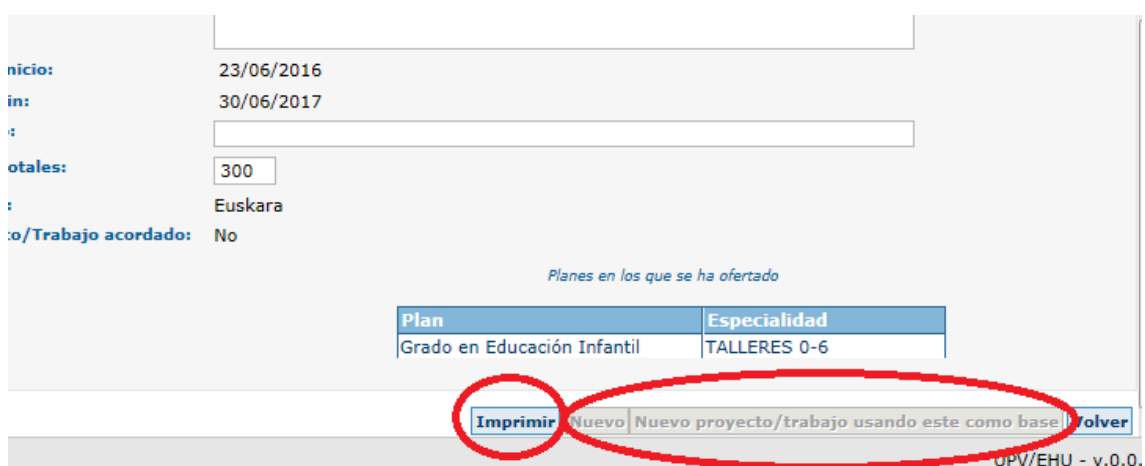 nicio: 23/06/2016
in: 30/06/2017
:
otales: 300
: Euskara
:o/Trabajo acordado: No
Planes en los que se ha ofertado
Plan Especialidad
Grado en Educación Infantil TALLERES 0-6
Imprimir Nuevo Nuevo proyecto/trabajo usando este como base Volver
UPV/EHU - v.0.0.